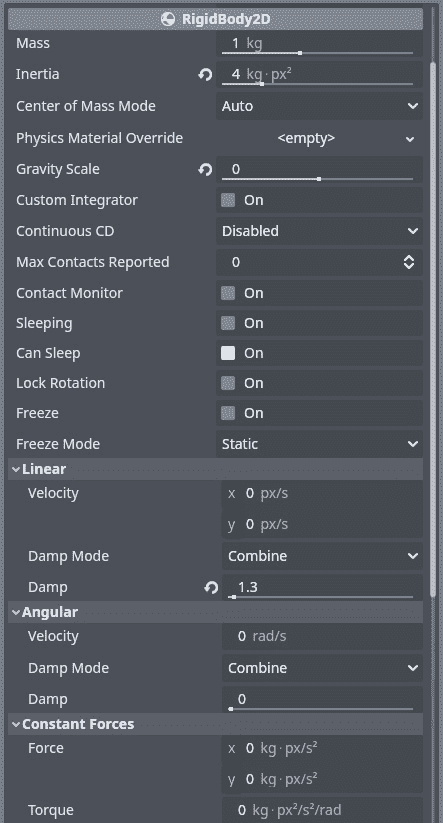 RigidBody2D
Mass 1 kg
Inertia 4 kg·px²
Center of Mass Mode Auto
Physics Material Override <empty>
Gravity Scale 0
Custom Integrator On
Continuous CD Disabled
Max Contacts Reported 0
Contact Monitor On
Sleeping On
Can Sleep On
Lock Rotation On
Freeze On
Freeze Mode Static
Linear
Velocity x 0 px/s
y 0 px/s
Damp Mode Combine
Damp 1.3
Angular
Velocity 0 rad/s
Damp Mode Combine
Damp 0
Constant Forces
Force x 0 kg·px/s²
y 0 kg·px/s²
Torque 0 kg·px²/s²/rad